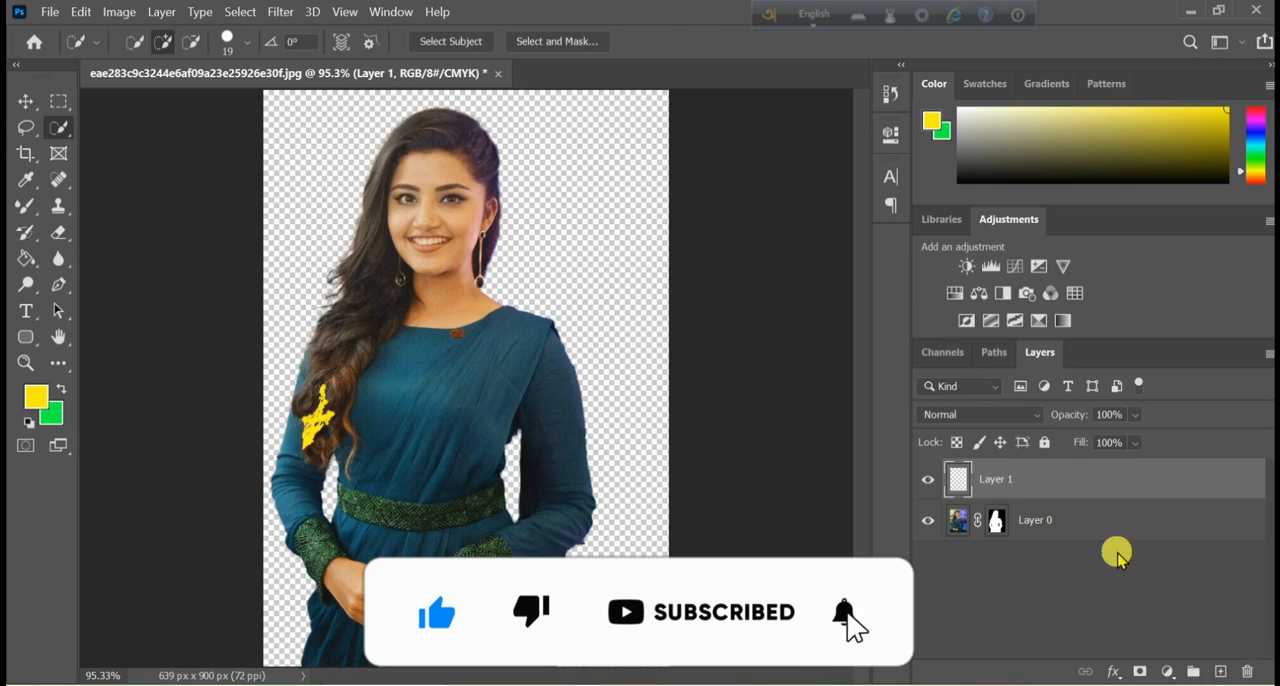 Ps File Edit Image Layer Type Select Filter 3D View Window Help
English
19
0°
Select Subject
Select and Mask...
eae283c9c3244e6af09a23e25926e30f.jpg @ 95.3% (Layer 1, RGB/8#/CMYK) *
Color Swatches Gradients Patterns
Libraries Adjustments
Add an adjustment
Channels Paths Layers
Kind
Normal Opacity: 100%
Lock: Fill: 100%
Layer 1
Layer 0
SUBSCRIBED
95.33% 639 px x 900 px (72 ppi)
fx